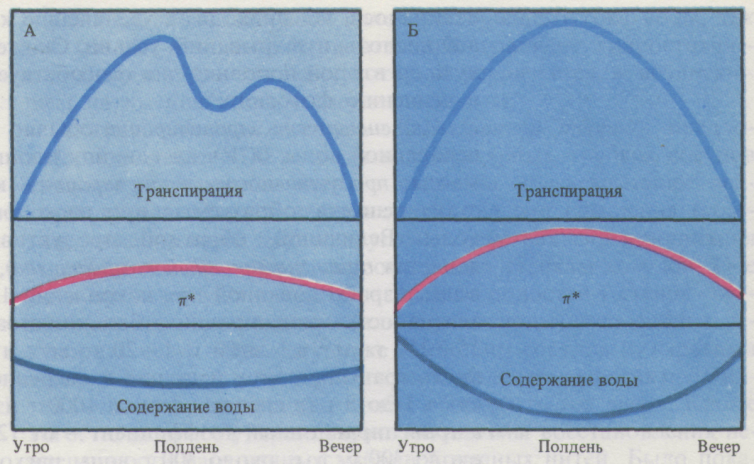 А
Транспирация
π*
Содержание воды
Утро Полдень Вечер
Б
Транспирация
π*
Содержание воды
Утро Полдень Вечер